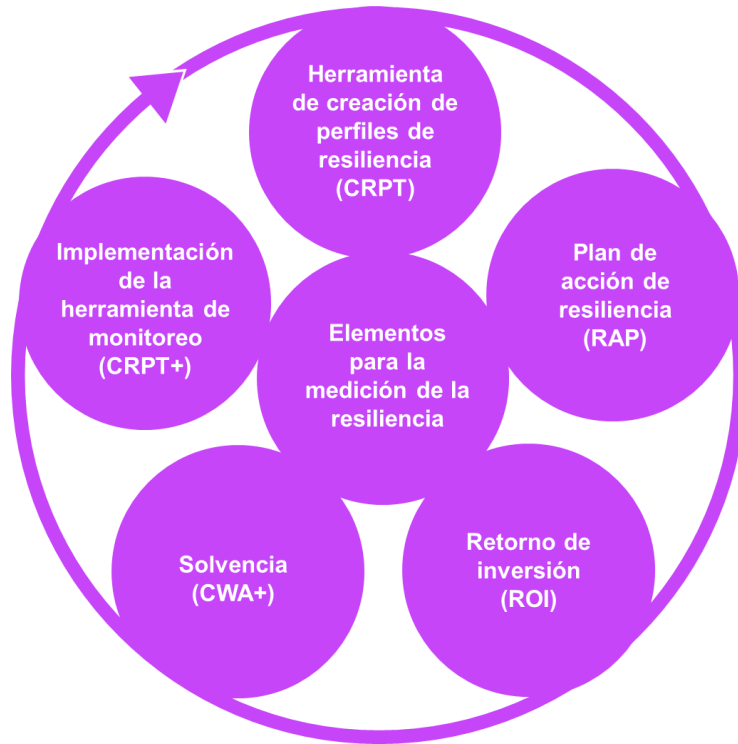 Herramienta
de creación de
perfiles de
resiliencia
(CRPT)
Plan de
acción de
resiliencia
(RAP)
Retorno de
inversión
(ROI)
Solvencia
(CWA+)
Implementación
de la
herramienta de
monitoreo
(CRPT+)
Elementos
para la
medición de la
resiliencia